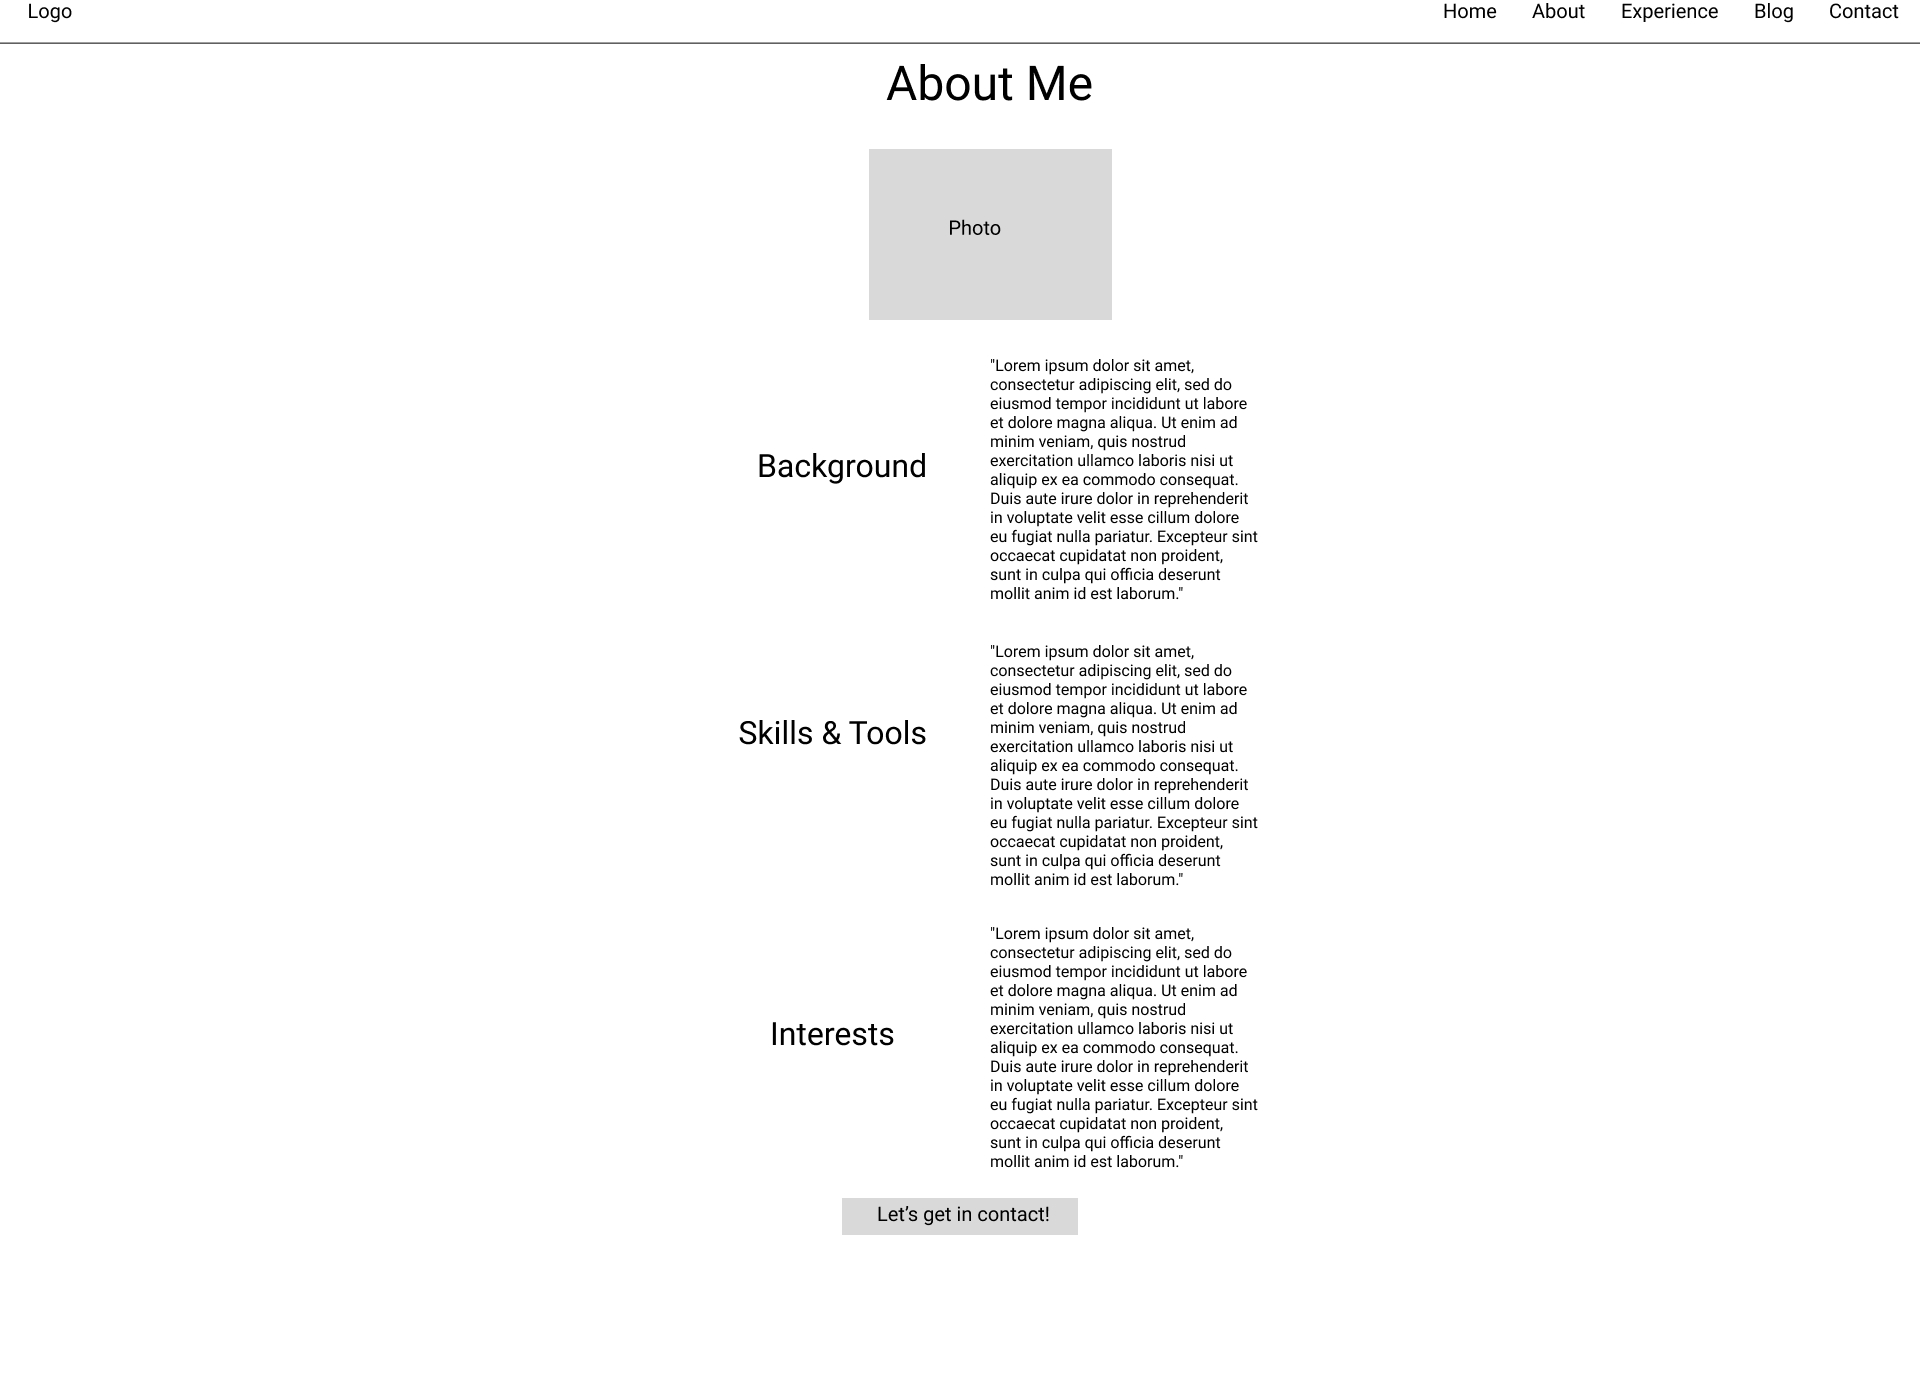 Logo
Home About Experience Blog Contact
About Me
Photo
"Lorem ipsum dolor sit amet,
consectetur adipiscing elit, sed do
eiusmod tempor incididunt ut labore
et dolore magna aliqua. Ut enim ad
minim veniam, quis nostrud
exercitation ullamco laboris nisi ut
aliquip ex ea commodo consequat.
Duis aute irure dolor in reprehenderit
in voluptate velit esse cillum dolore
eu fugiat nulla pariatur. Excepteur sint
occaecat cupidatat non proident,
sunt in culpa qui officia deserunt
mollit anim id est laborum."
Background
"Lorem ipsum dolor sit amet,
consectetur adipiscing elit, sed do
eiusmod tempor incididunt ut labore
et dolore magna aliqua. Ut enim ad
minim veniam, quis nostrud
exercitation ullamco laboris nisi ut
aliquip ex ea commodo consequat.
Duis aute irure dolor in reprehenderit
in voluptate velit esse cillum dolore
eu fugiat nulla pariatur. Excepteur sint
occaecat cupidatat non proident,
sunt in culpa qui officia deserunt
mollit anim id est laborum."
Skills & Tools
"Lorem ipsum dolor sit amet,
consectetur adipiscing elit, sed do
eiusmod tempor incididunt ut labore
et dolore magna aliqua. Ut enim ad
minim veniam, quis nostrud
exercitation ullamco laboris nisi ut
aliquip ex ea commodo consequat.
Duis aute irure dolor in reprehenderit
in voluptate velit esse cillum dolore
eu fugiat nulla pariatur. Excepteur sint
occaecat cupidatat non proident,
sunt in culpa qui officia deserunt
mollit anim id est laborum."
Interests
Let’s get in contact!